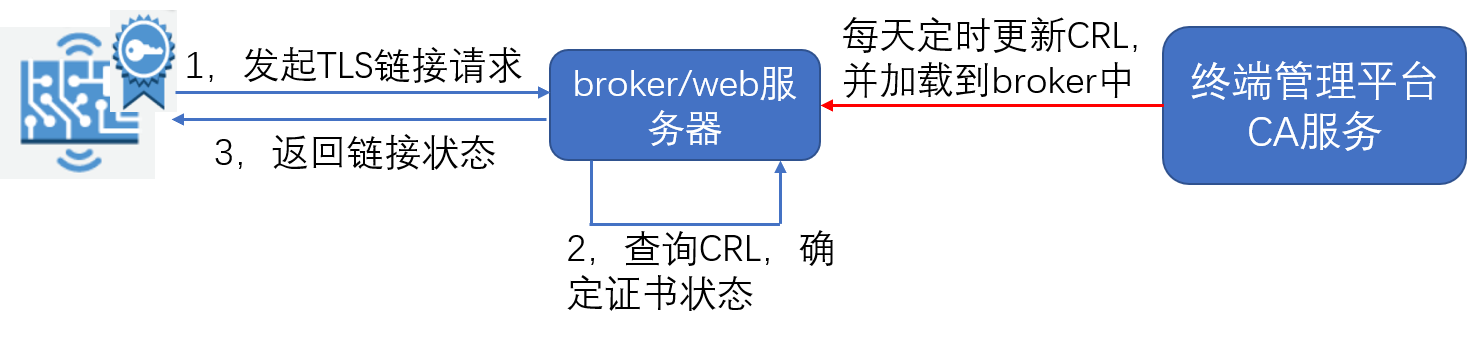 1，发起TLS链接请求
3，返回链接状态
broker/web服
务器
2，查询CRL，确
定证书状态
每天定时更新CRL，
并加载到broker中
终端管理平台
CA服务